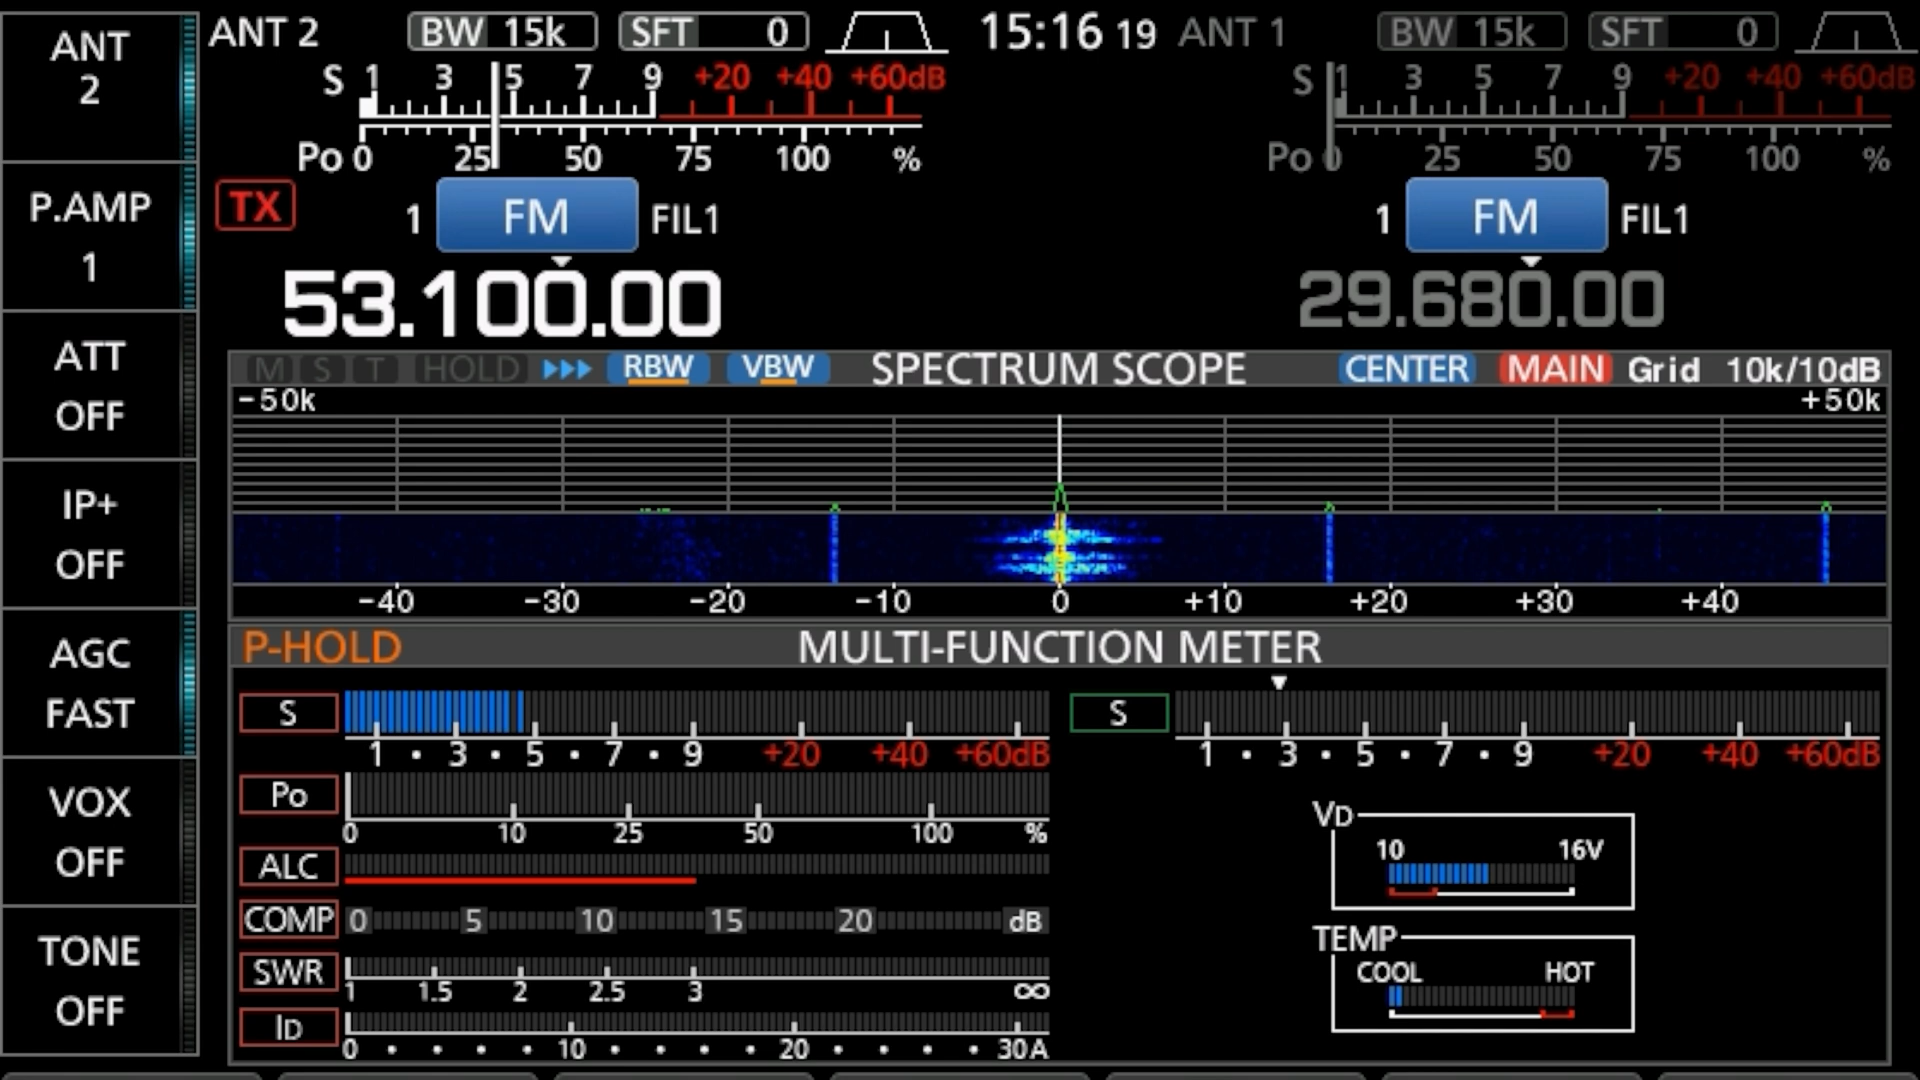 ANT 2
P.AMP 1
ATT OFF
IP+ OFF
AGC FAST
VOX OFF
TONE OFF
ANT 2 BW 15k SFT 0 15:16 19 ANT 1 BW 15k SFT 0
S 1 3 5 7 9 +20 +40 +60dB
Po 0 25 50 75 100 %
S 1 3 5 7 9 +20 +40 +60dB
Po 0 25 50 75 100 %
TX 1 FM FIL1
1 FM FIL1
53.100.00
29.680.00
M S T HOLD RBW VBW SPECTRUM SCOPE CENTER MAIN Grid 10k/10dB
-50k +50k
-40 -30 -20 -10 0 +10 +20 +30 +40
P-HOLD MULTI-FUNCTION METER
S
1 • 3 • 5 • 7 • 9 +20 +40 +60dB
Po
0 10 25 50 100 %
ALC
COMP 0 5 10 15 20 dB
SWR
1 1.5 2 2.5 3 ∞
ID
0 • • • • 10 • • • • 20 • • • • 30A
S
1 • 3 • 5 • 7 • 9 +20 +40 +60dB
VD
10 16V
TEMP
COOL HOT